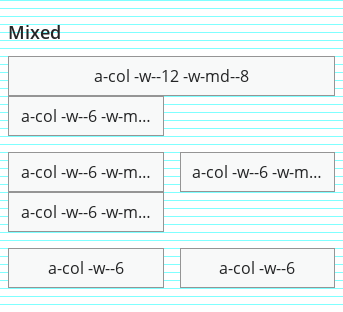 Mixed
a-col -w--12 -w-md--8
a-col -w--6 -w-m...
a-col -w--6 -w-m... a-col -w--6 -w-m...
a-col -w--6 -w-m...
a-col -w--6 a-col -w--6